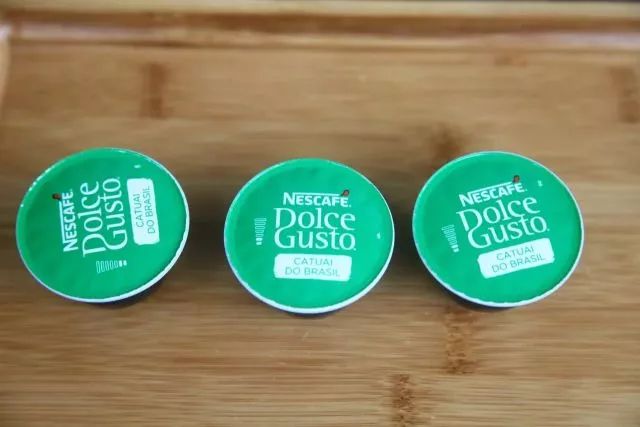 NESCAFÉ
Dolce
Gusto
CATUAI
DO BRASIL
NESCAFÉ
Dolce
Gusto
CATUAI
DO BRASIL
NESCAFÉ
Dolce
Gusto
CATUAI
DO BRASIL